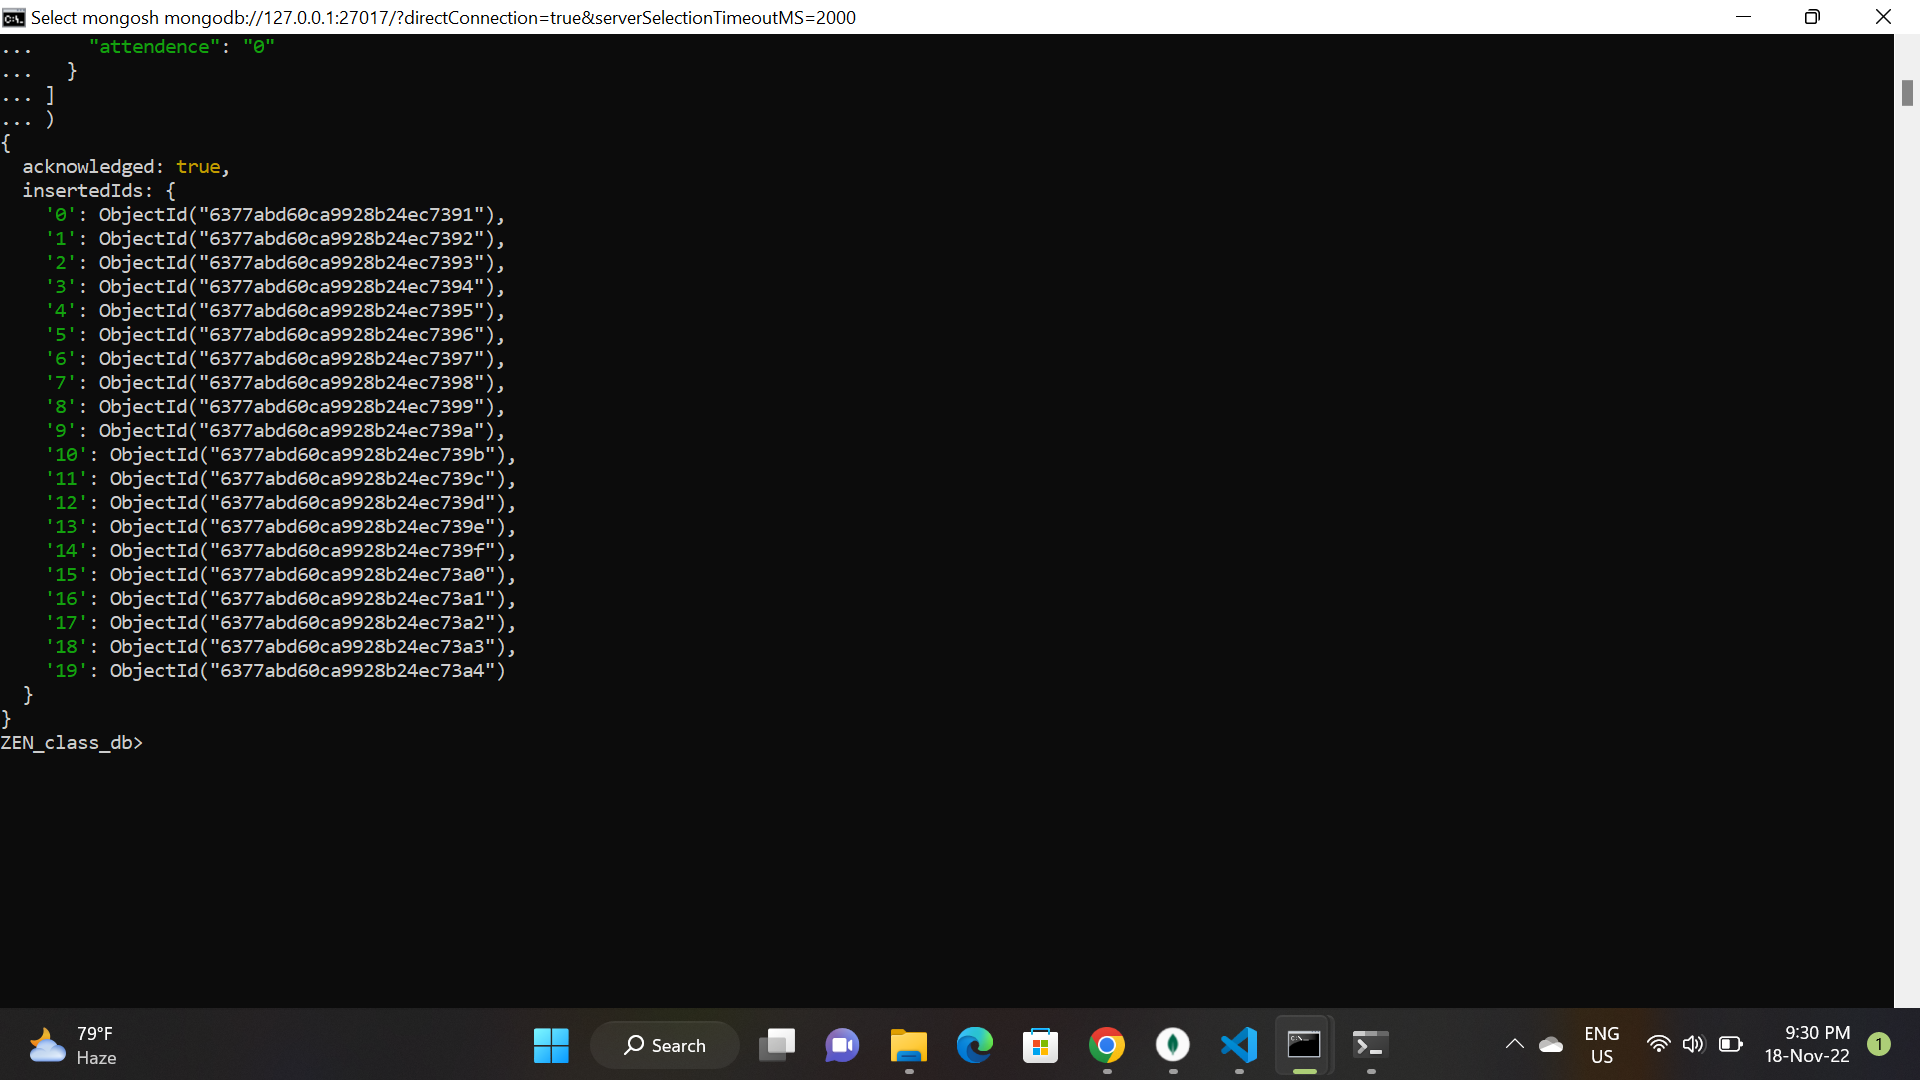 Select mongosh mongodb://127.0.0.1:27017/?directConnection=true&serverSelectionTimeoutMS=2000
...     "attendence": "0"
...   }
... ]
... )
{
  acknowledged: true,
  insertedIds: {
    '0': ObjectId("6377abd60ca9928b24ec7391"),
    '1': ObjectId("6377abd60ca9928b24ec7392"),
    '2': ObjectId("6377abd60ca9928b24ec7393"),
    '3': ObjectId("6377abd60ca9928b24ec7394"),
    '4': ObjectId("6377abd60ca9928b24ec7395"),
    '5': ObjectId("6377abd60ca9928b24ec7396"),
    '6': ObjectId("6377abd60ca9928b24ec7397"),
    '7': ObjectId("6377abd60ca9928b24ec7398"),
    '8': ObjectId("6377abd60ca9928b24ec7399"),
    '9': ObjectId("6377abd60ca9928b24ec739a"),
    '10': ObjectId("6377abd60ca9928b24ec739b"),
    '11': ObjectId("6377abd60ca9928b24ec739c"),
    '12': ObjectId("6377abd60ca9928b24ec739d"),
    '13': ObjectId("6377abd60ca9928b24ec739e"),
    '14': ObjectId("6377abd60ca9928b24ec739f"),
    '15': ObjectId("6377abd60ca9928b24ec73a0"),
    '16': ObjectId("6377abd60ca9928b24ec73a1"),
    '17': ObjectId("6377abd60ca9928b24ec73a2"),
    '18': ObjectId("6377abd60ca9928b24ec73a3"),
    '19': ObjectId("6377abd60ca9928b24ec73a4")
  }
}
ZEN_class_db>
79°F
Haze
Search
ENG
US
9:30 PM
18-Nov-22
1